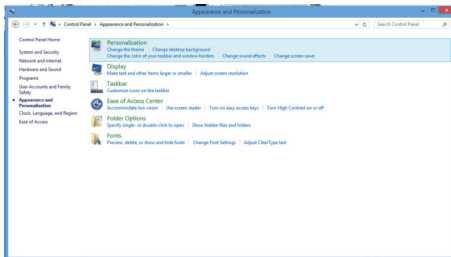 Appearance and Personalization
Control Panel ▸ Appearance and Personalization ▸
Search Control Panel
Control Panel Home
System and Security
Network and Internet
Hardware and Sound
Programs
User Accounts and Family
Safety
Appearance and
Personalization
Clock, Language, and Region
Ease of Access
Personalization
Change the theme | Change desktop background
Change the color of your taskbar and window borders | Change sound effects | Change screen saver
Display
Make text and other items larger or smaller | Adjust screen resolution
Taskbar
Customize icons on the taskbar
Ease of Access Center
Accommodate low vision | Use screen reader | Turn on easy access keys | Turn High Contrast on or off
Folder Options
Specify single- or double-click to open | Show hidden files and folders
Fonts
Preview, delete, or show and hide fonts | Change Font Settings | Adjust ClearType text